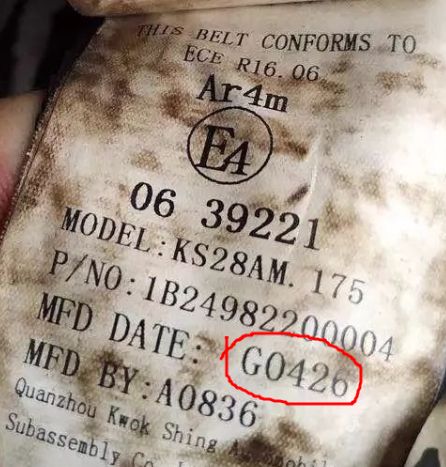 THIS BELT CONFORMS TO
ECE R16.06
Ar4m
E4
06 39221
MODEL:KS28AM.175
P/NO:1B24982200004
MFD DATE: G0426
MFD BY:A0836
Quanzhou Kwok Shing
Subassembly Co.